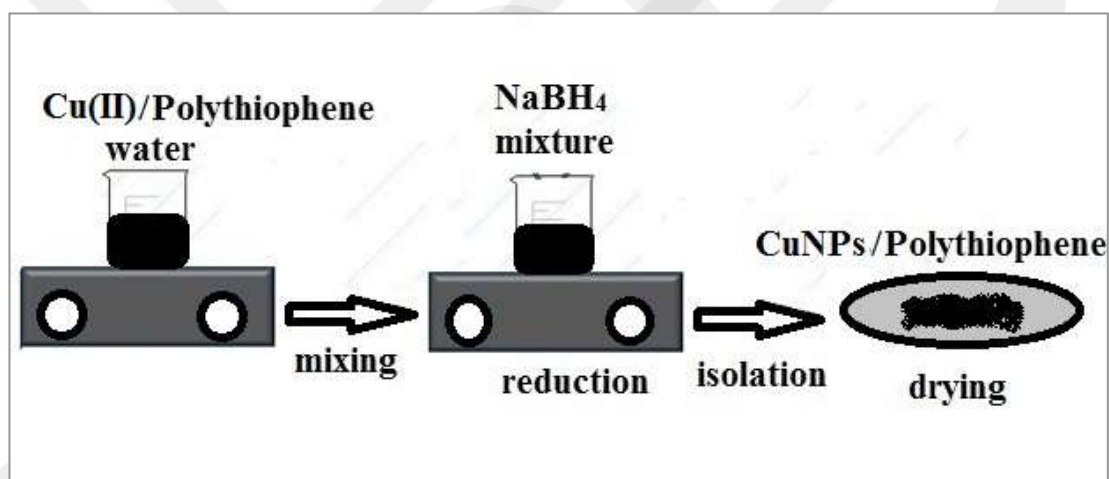 Cu(II)/Polythiophene
water
mixing
NaBH4
mixture
reduction
isolation
CuNPs/Polythiophene
drying